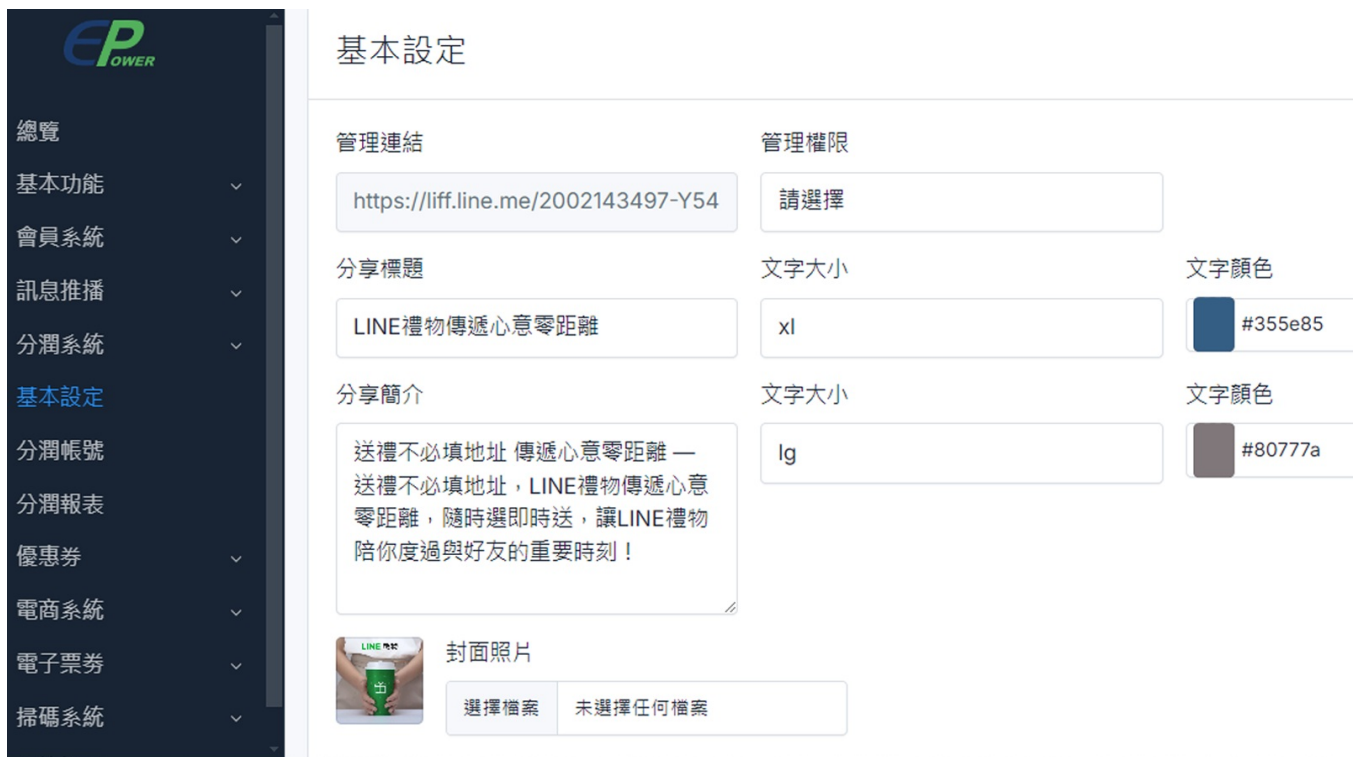 EPOWER
總覽
基本功能
會員系統
訊息推播
分潤系統
基本設定
分潤帳號
分潤報表
優惠券
電商系統
電子票券
掃碼系統
基本設定
管理連結
管理權限
https://liff.line.me/2002143497-Y54
請選擇
分享標題
文字大小
文字顏色
LINE禮物傳遞心意零距離
xl
#355e85
分享簡介
文字大小
文字顏色
送禮不必填地址 傳遞心意零距離 —
送禮不必填地址，LINE禮物傳遞心意
零距離，隨時選即時送，讓LINE禮物
陪你度過與好友的重要時刻！
lg
#80777a
LINE
封面照片
選擇檔案
未選擇任何檔案